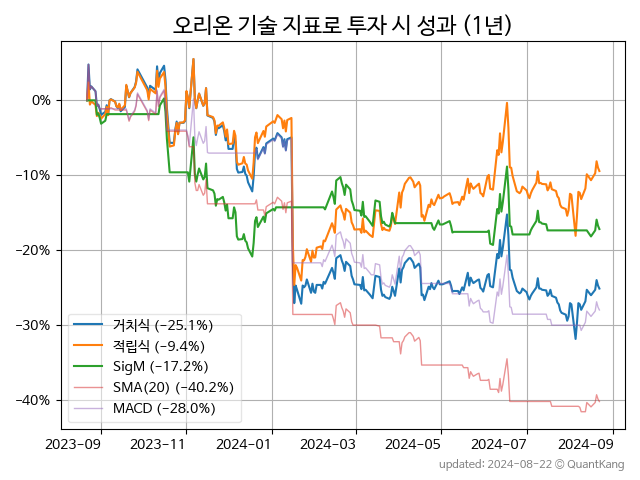 오리온 기술 지표로 투자 시 성과 (1년)
0%
−10%
−20%
−30%
−40%
거치식 (−25.1%)
적립식 (−9.4%)
SigM (−17.2%)
SMA(20) (−40.2%)
MACD (−28.0%)
2023-09 2023-11 2024-01 2024-03 2024-05 2024-07 2024-09
updated: 2024-08-22 © QuantKang